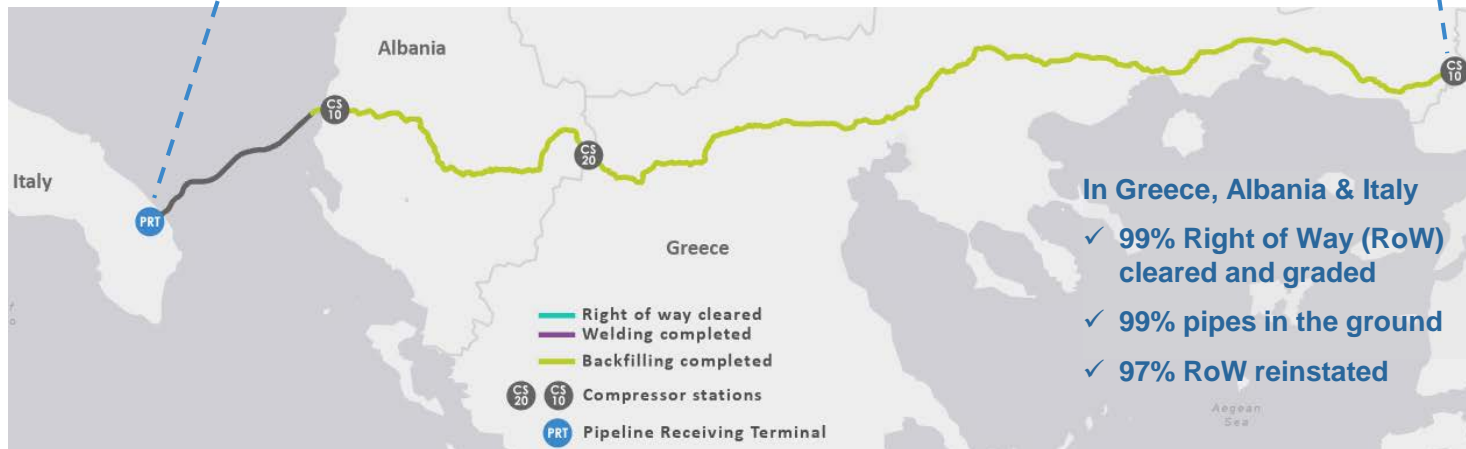 Albania
CS
10
CS
10
CS
20
Italy
PRT
Greece
In Greece, Albania & Italy
✓ 99% Right of Way (RoW)
cleared and graded
✓ 99% pipes in the ground
✓ 97% RoW reinstated
Right of way cleared
Welding completed
Backfilling completed
CS
20
CS
10
Compressor stations
PRT
Pipeline Receiving Terminal
Aegean
Sea